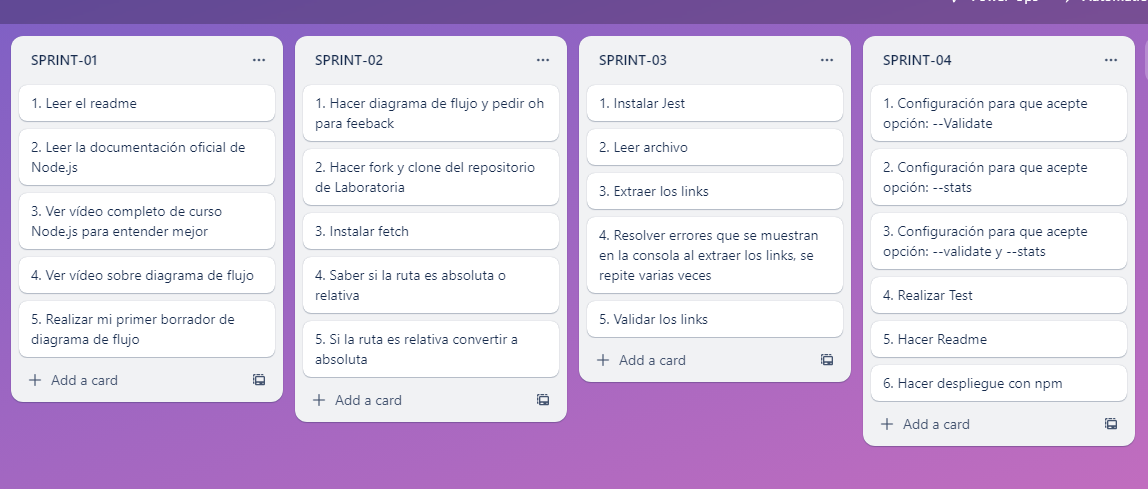 Power-Ups
SPRINT-01
1. Leer el readme
2. Leer la documentación oficial de
Node.js
3. Ver vídeo completo de curso
Node.js para entender mejor
4. Ver vídeo sobre diagrama de flujo
5. Realizar mi primer borrador de
diagrama de flujo
Add a card
SPRINT-02
1. Hacer diagrama de flujo y pedir oh
para feeback
2. Hacer fork y clone del repositorio
de Laboratoria
3. Instalar fetch
4. Saber si la ruta es absoluta o
relativa
5. Si la ruta es relativa convertir a
absoluta
Add a card
SPRINT-03
1. Instalar Jest
2. Leer archivo
3. Extraer los links
4. Resolver errores que se muestran
en la consola al extraer los links, se
repite varias veces
5. Validar los links
Add a card
SPRINT-04
1. Configuración para que acepte
opción: --Validate
2. Configuración para que acepte
opción: --stats
3. Configuración para que acepte
opción: --validate y --stats
4. Realizar Test
5. Hacer Readme
6. Hacer despliegue con npm
Add a card